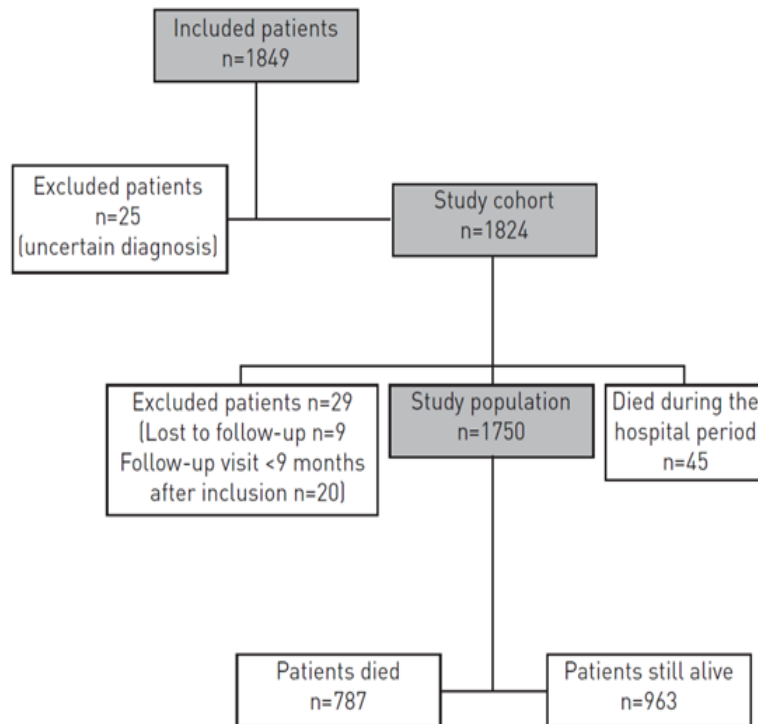 Included patients
n=1849
Excluded patients
n=25
(uncertain diagnosis)
Study cohort
n=1824
Excluded patients n=29
(Lost to follow-up n=9
Follow-up visit <9 months
after inclusion n=20)
Study population
n=1750
Died during the
hospital period
n=45
Patients died
n=787
Patients still alive
n=963